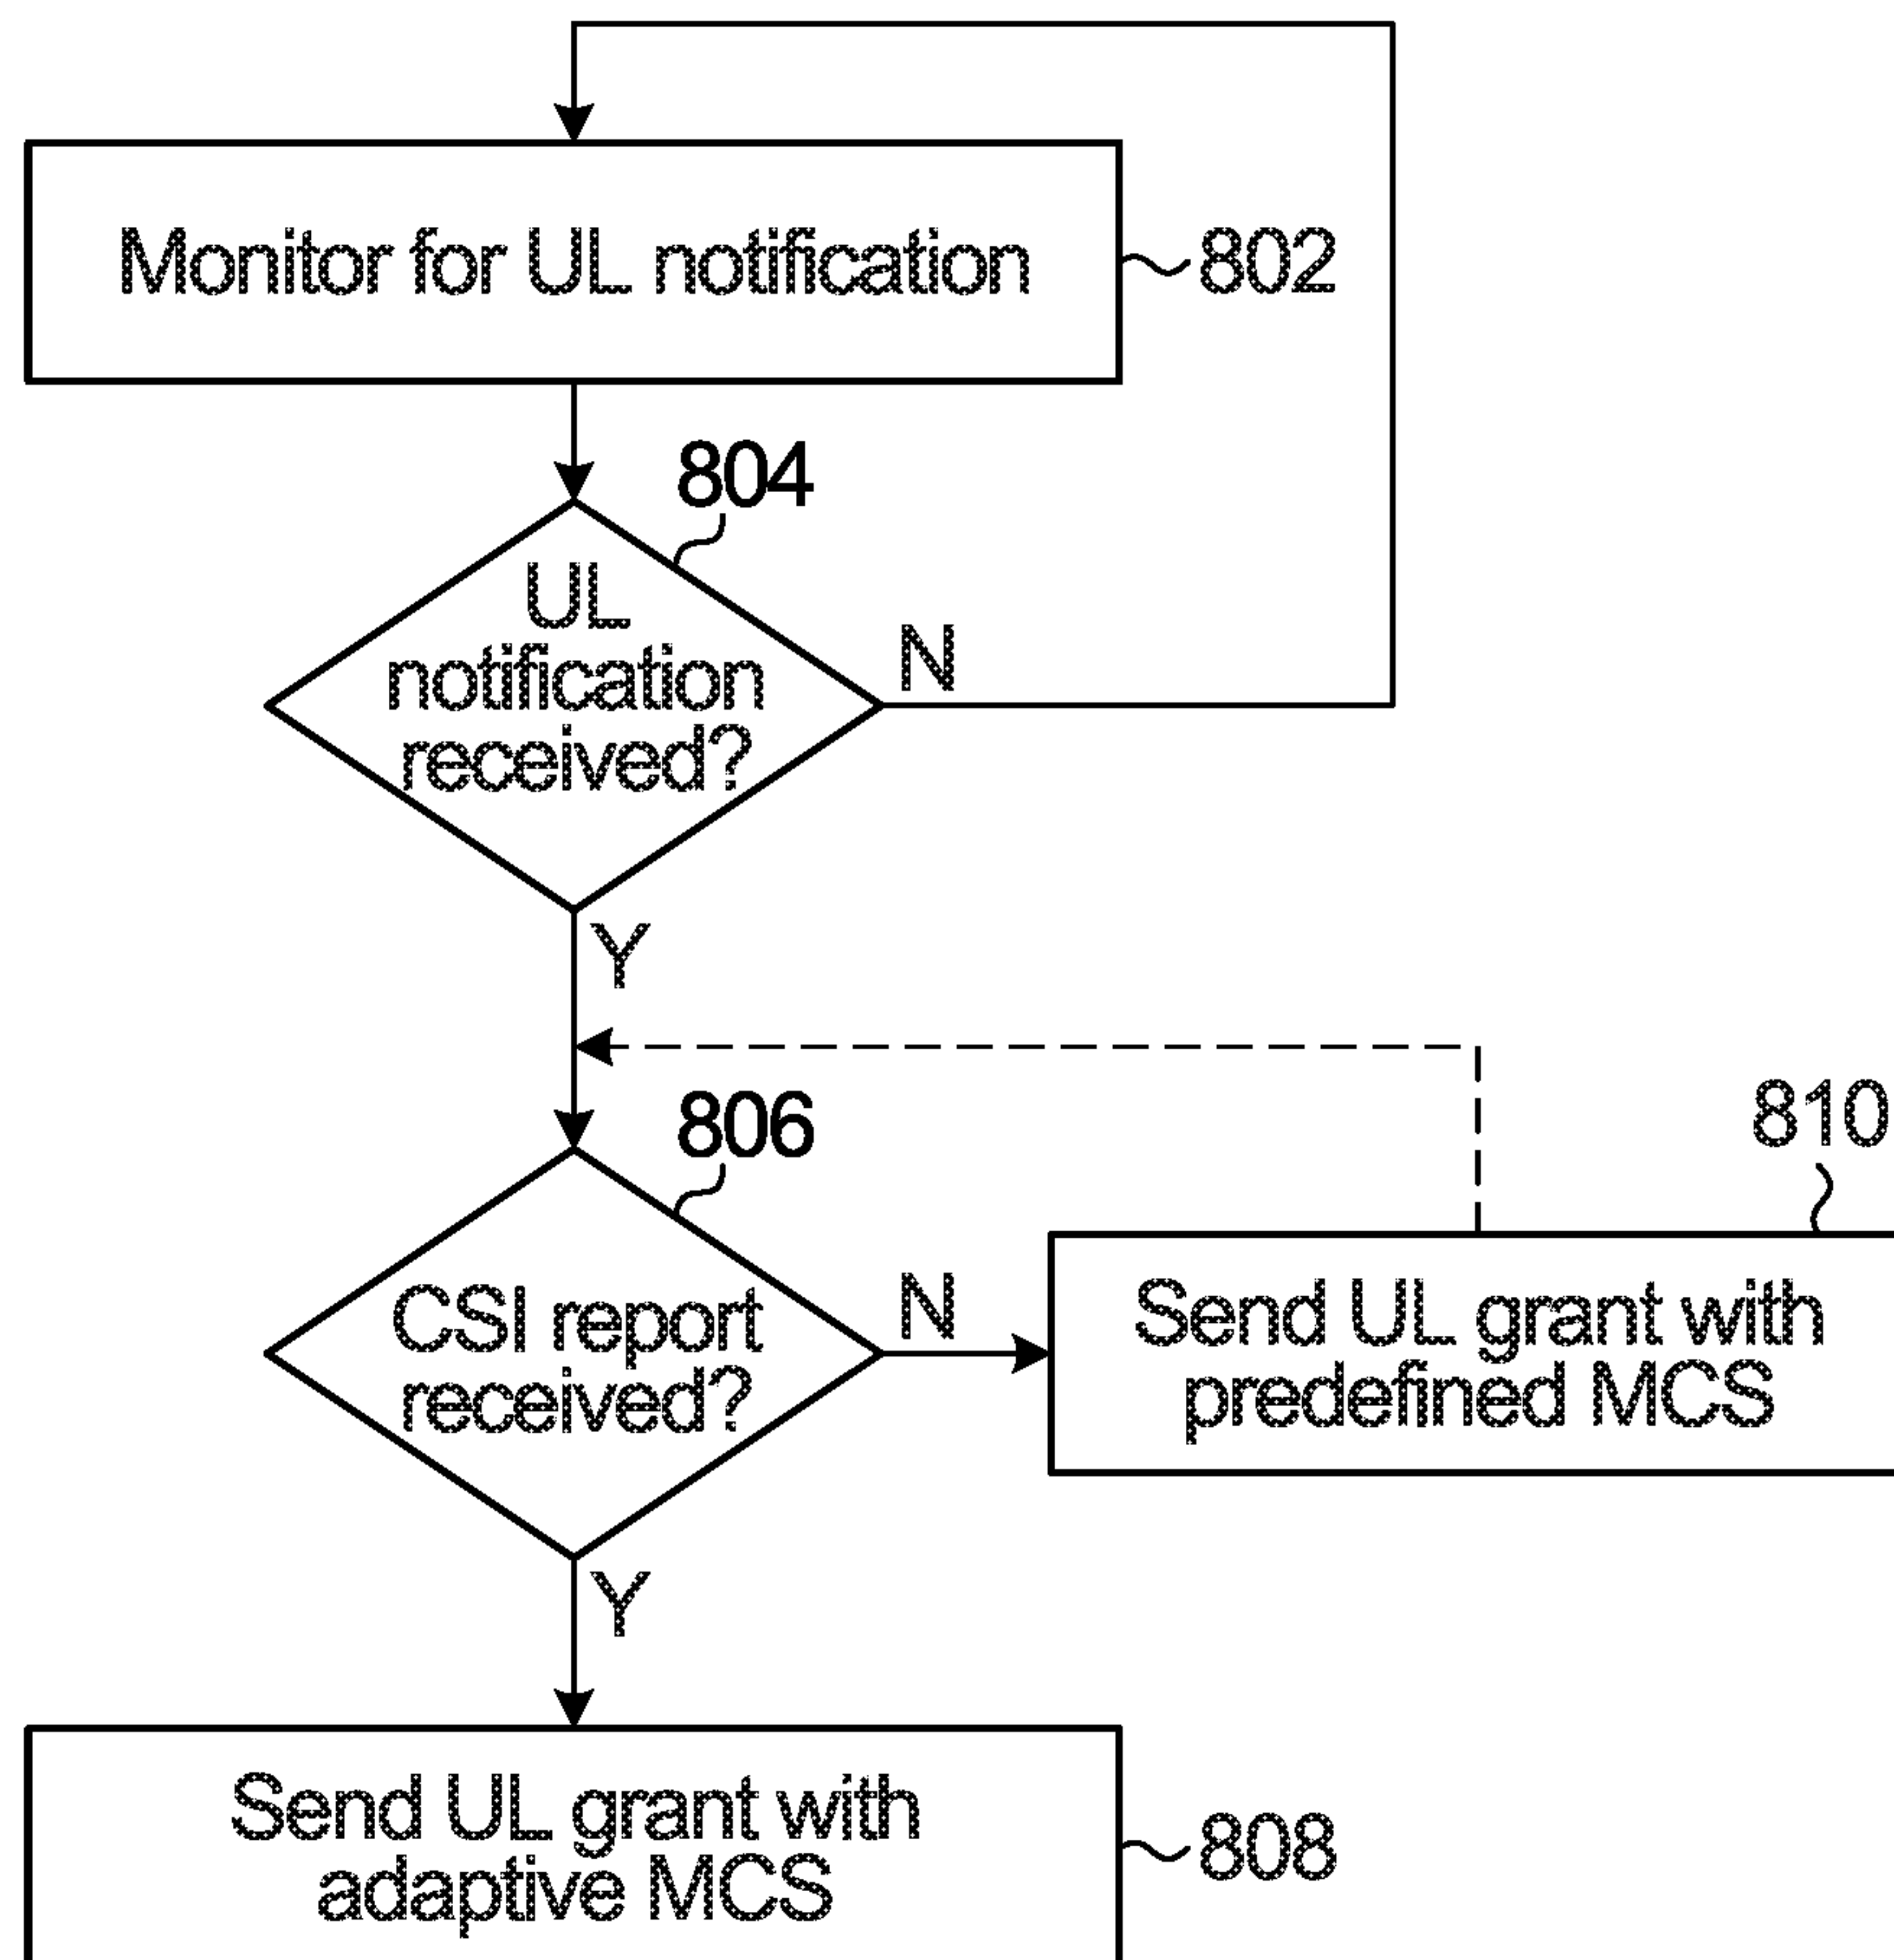 Monitor for UL notification
802
804
UL
notification
received?
N
Y
806
810
CSI report
received?
N
Send UL grant with
predefined MCS
Y
Send UL grant with
adaptive MCS
808